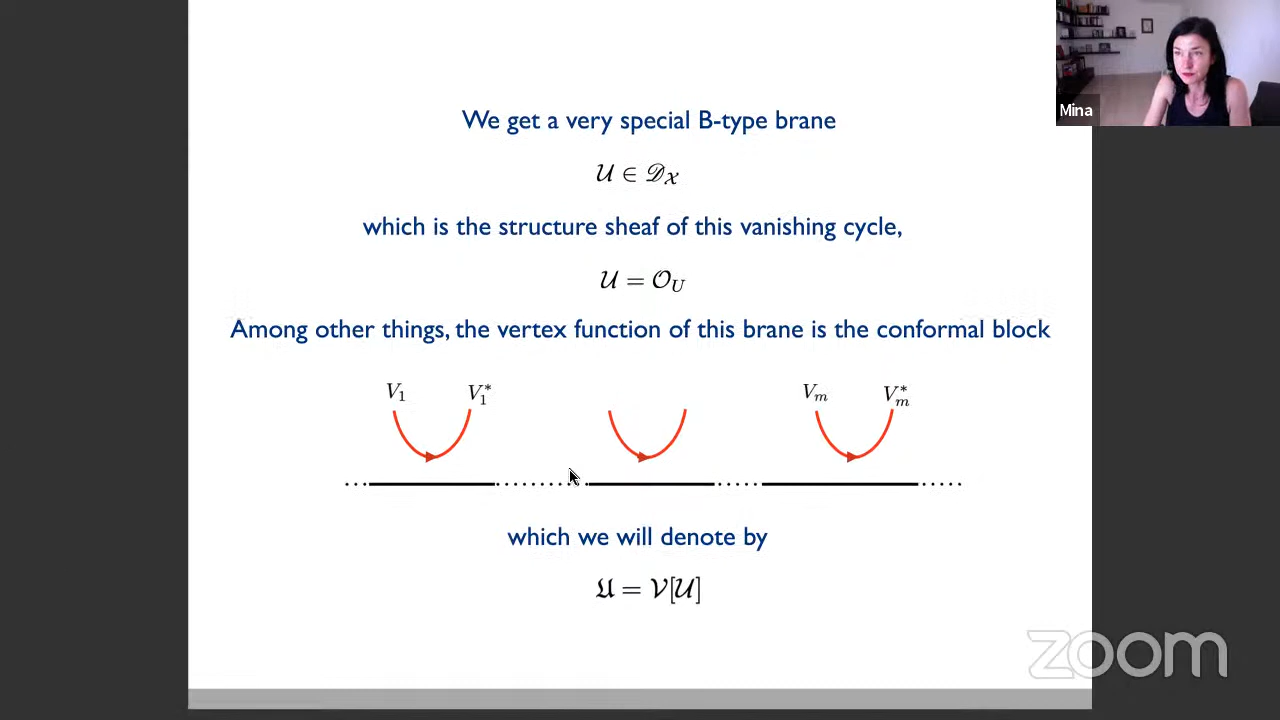 Mina
We get a very special B-type brane
𝒰 ∈ 𝒟_𝒳
which is the structure sheaf of this vanishing cycle,
𝒰 = 𝒪_U
Among other things, the vertex function of this brane is the conformal block
V_1 V_1^* V_m V_m^*
which we will denote by
𝔘 = 𝒱[𝒰]
zoom